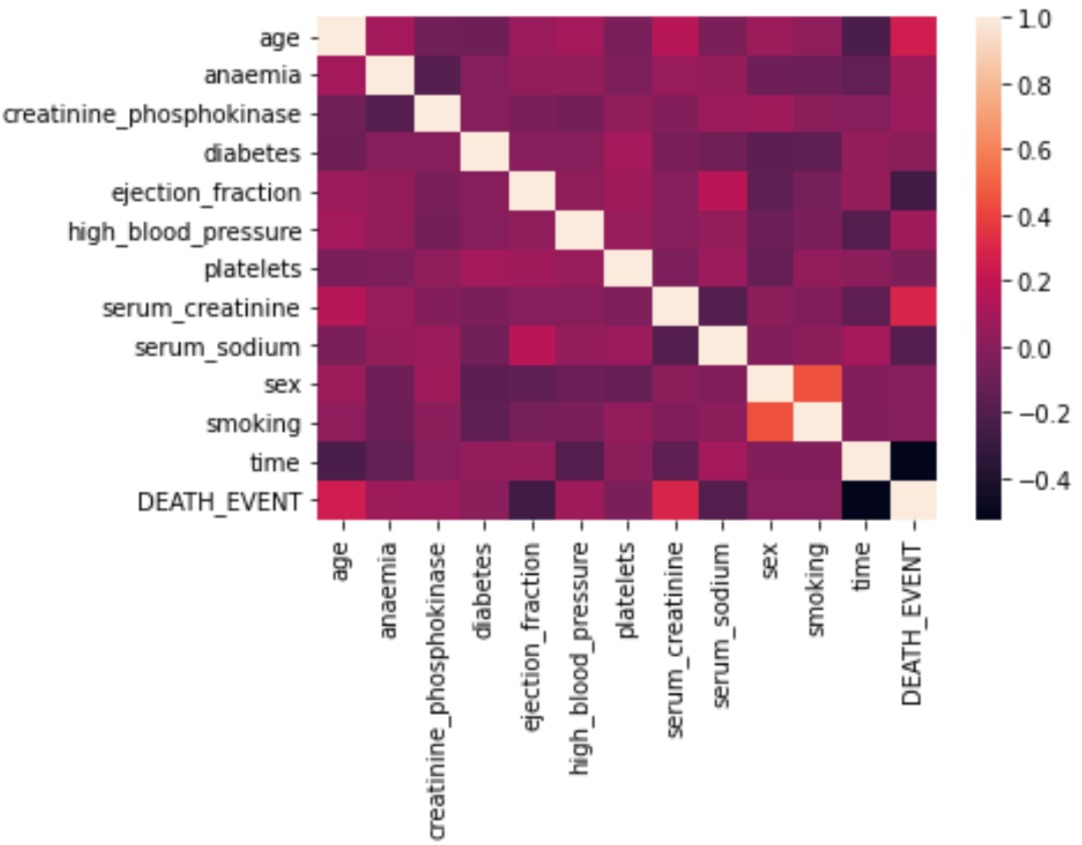 age
anaemia
creatinine_phosphokinase
diabetes
ejection_fraction
high_blood_pressure
platelets
serum_creatinine
serum_sodium
sex
smoking
time
DEATH_EVENT
age
anaemia
creatinine_phosphokinase
diabetes
ejection_fraction
high_blood_pressure
platelets
serum_creatinine
serum_sodium
sex
smoking
time
DEATH_EVENT
1.0
0.8
0.6
0.4
0.2
0.0
−0.2
−0.4